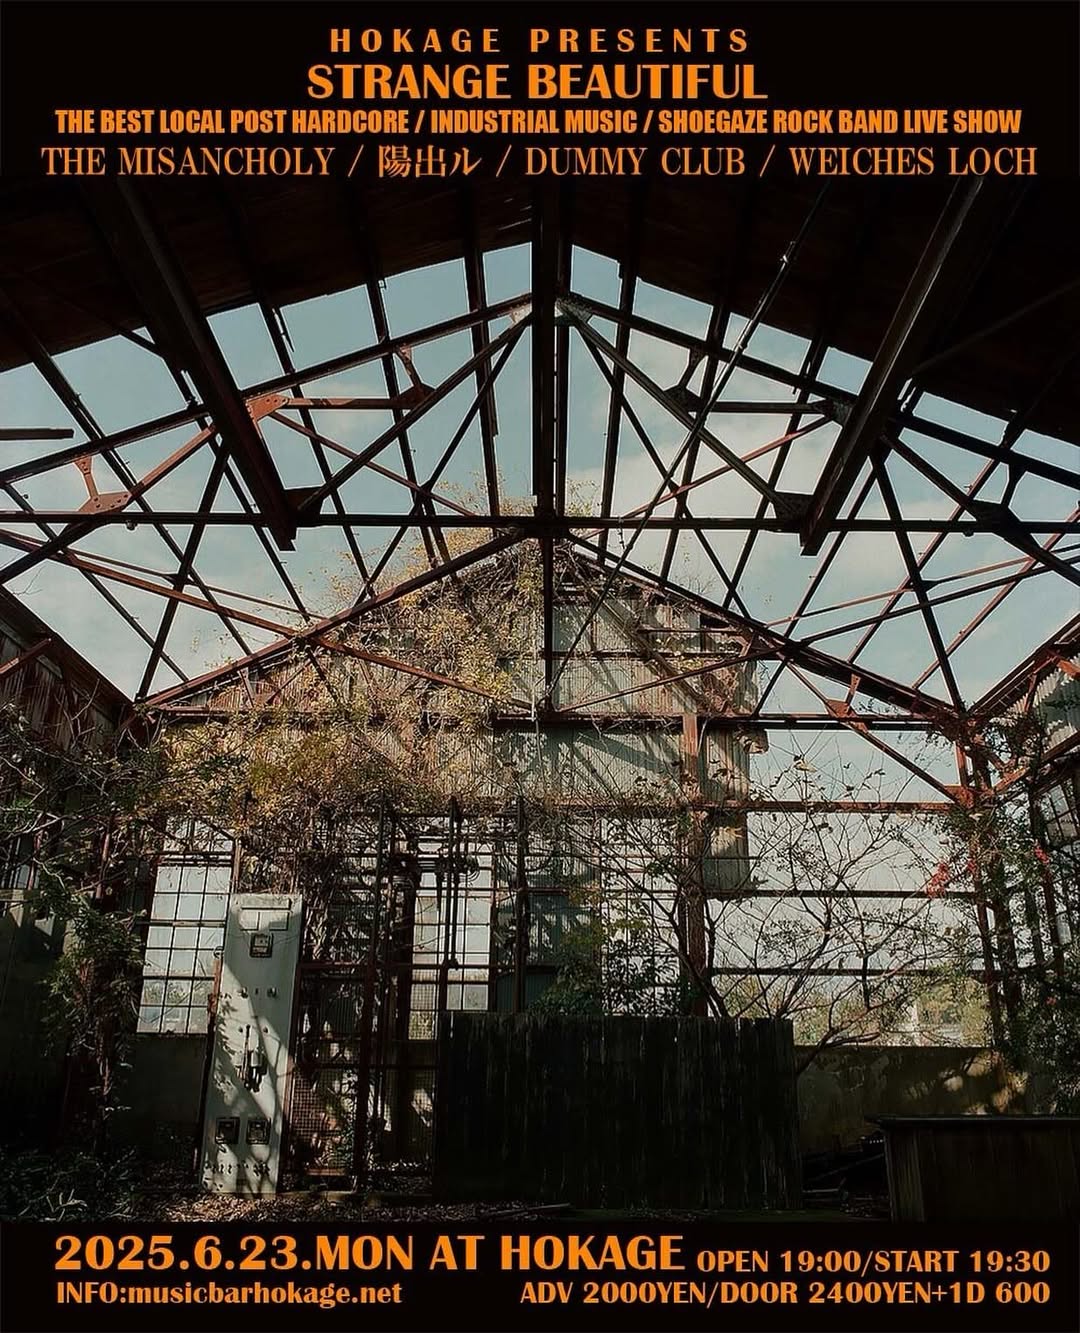 HOKAGE PRESENTS
STRANGE BEAUTIFUL
THE BEST LOCAL POST HARDCORE / INDUSTRIAL MUSIC / SHOEGAZE ROCK BAND LIVE SHOW
THE MISANCHOLY / 陽出ル / DUMMY CLUB / WEICHES LOCH
2025.6.23.MON AT HOKAGE OPEN 19:00/START 19:30
INFO:musicbarhokage.net ADV 2000YEN/DOOR 2400YEN+1D 600